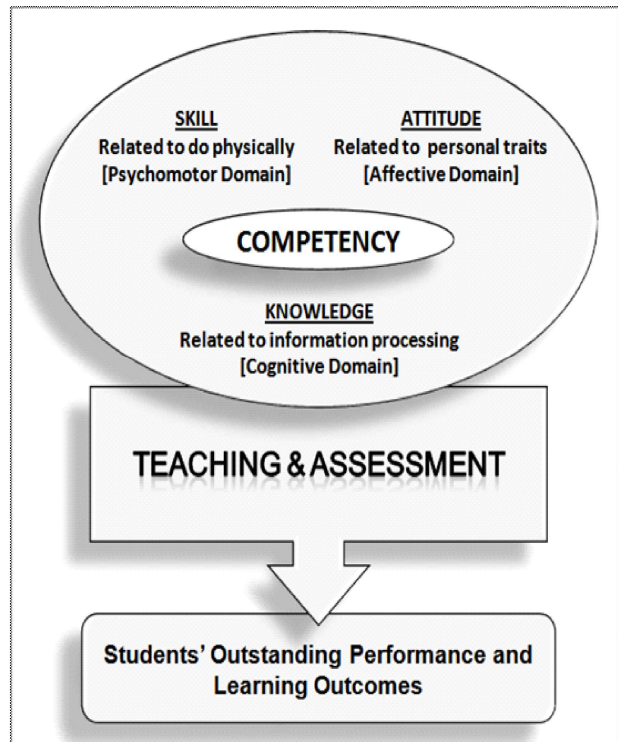 SKILL
Related to do physically
[Psychomotor Domain]
ATTITUDE
Related to personal traits
[Affective Domain]
COMPETENCY
KNOWLEDGE
Related to information processing
[Cognitive Domain]
TEACHING & ASSESSMENT
Students’ Outstanding Performance and
Learning Outcomes